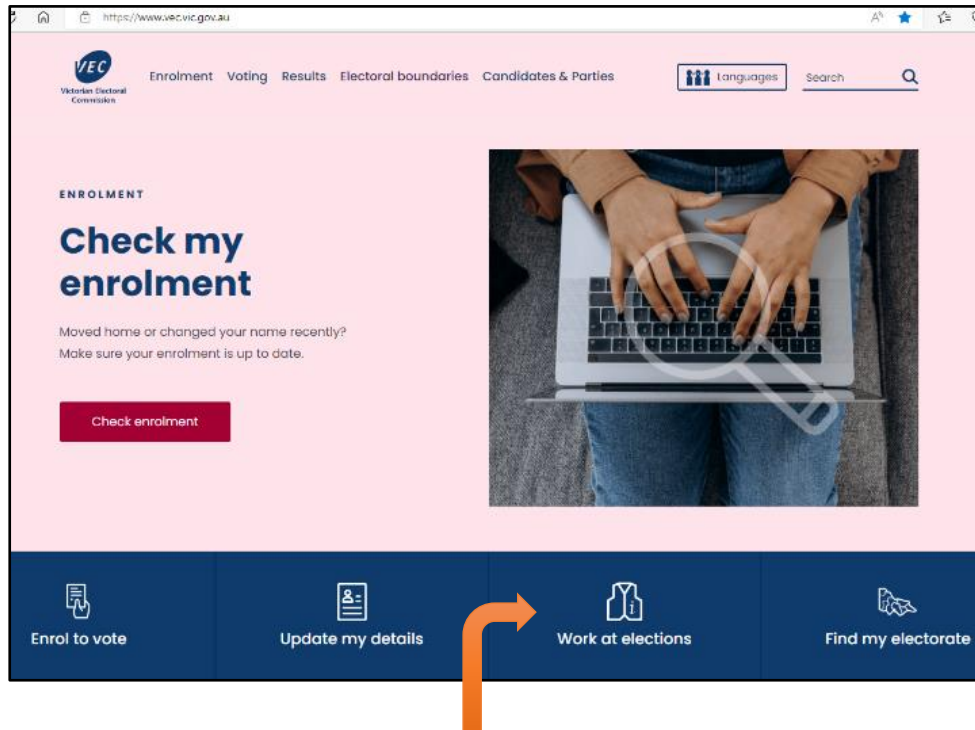 https://www.vec.vic.gov.au
VEC
Victorian Electoral
Commission
Enrolment Voting Results Electoral boundaries Candidates & Parties
Languages
Search
ENROLMENT
Check my
enrolment
Moved home or changed your name recently?
Make sure your enrolment is up to date.
Check enrolment
i
Enrol to vote
Update my details
Work at elections
Find my electorate